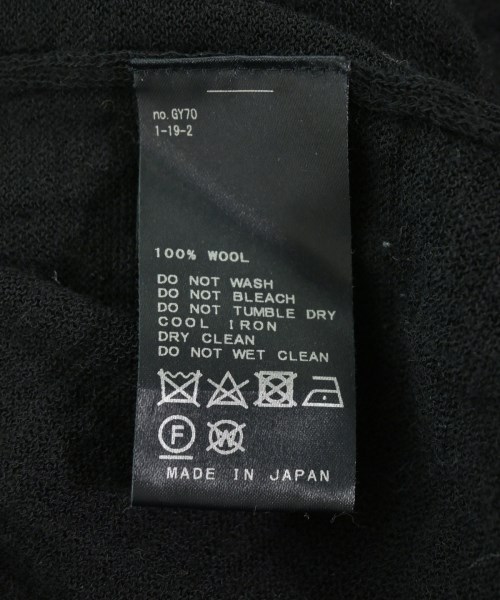 no.GY70
1-19-2
100% WOOL
DO NOT WASH
DO NOT BLEACH
DO NOT TUMBLE DRY
COOL IRON
DRY CLEAN
DO NOT WET CLEAN
F W
MADE IN JAPAN